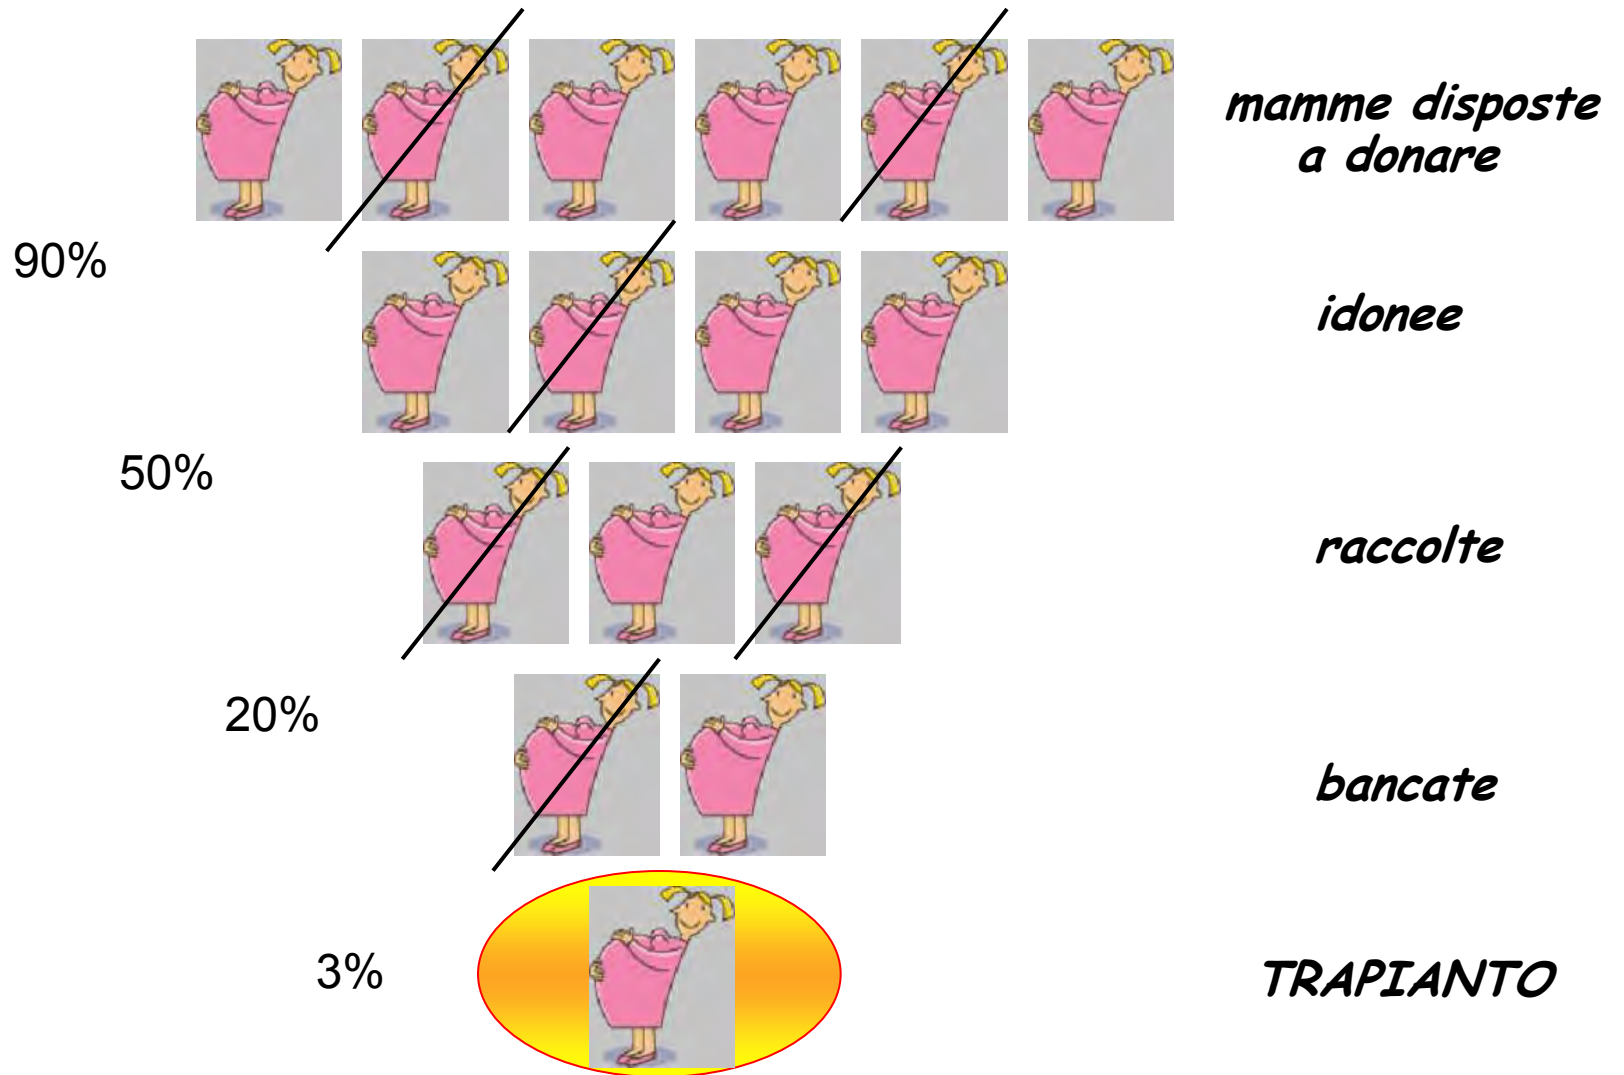 mamme disposte
a donare
90%
idonee
50%
raccolte
20%
bancate
3%
TRAPIANTO